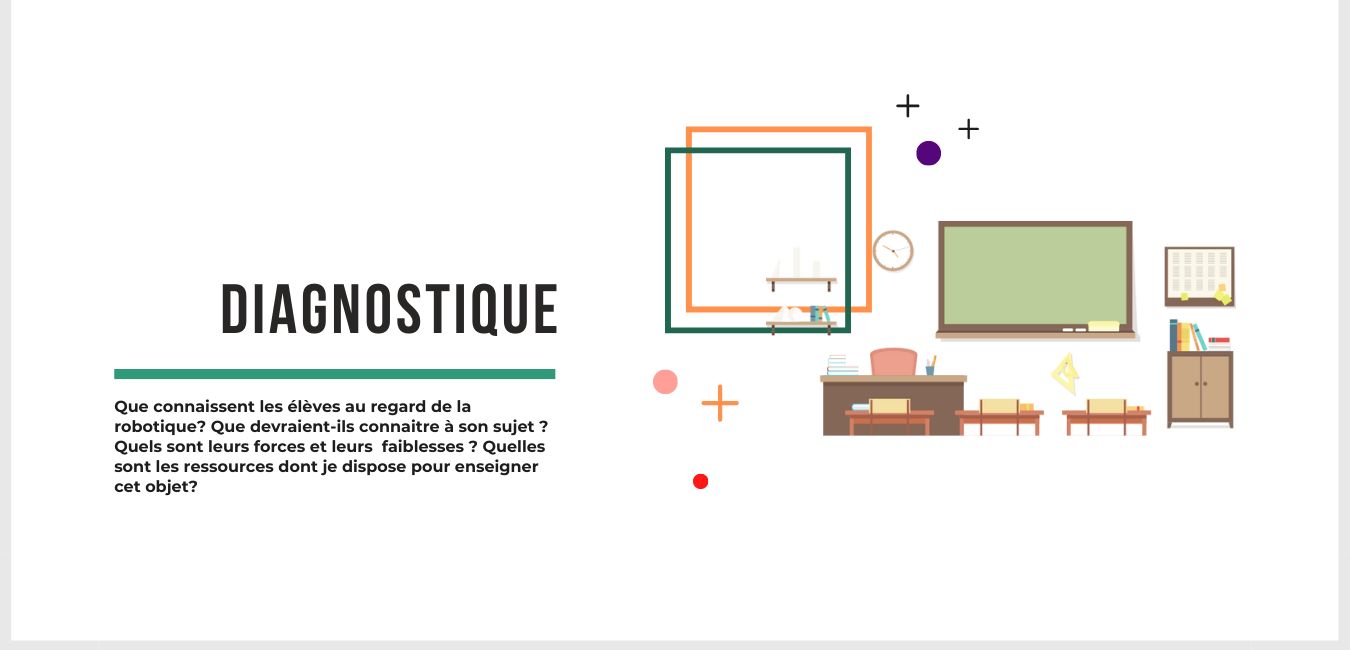 DIAGNOSTIQUE
Que connaissent les élèves au regard de la
robotique? Que devraient-ils connaitre à son sujet ?
Quels sont leurs forces et leurs  faiblesses ? Quelles
sont les ressources dont je dispose pour enseigner
cet objet?